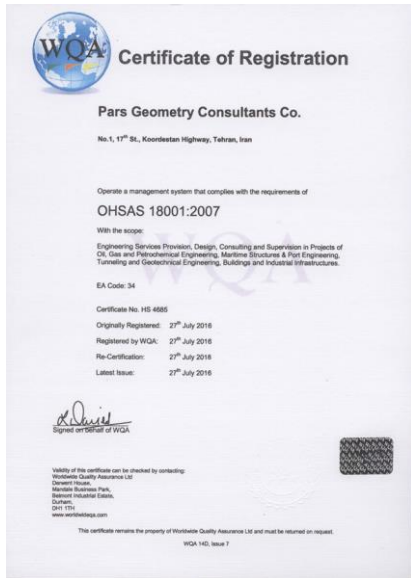 WQA
Certificate of Registration
Pars Geometry Consultants Co.
No.1, 17th St., Koordestan Highway, Tehran, Iran
Operate a management system that complies with the requirements of
OHSAS 18001:2007
With the scope:
Engineering Services Provision, Design, Consulting and Supervision in Projects of
Oil, Gas and Petrochemical Engineering, Maritime Structures & Port Engineering,
Tunneling and Geotechnical Engineering, Buildings and Industrial Infrastructures.
WQA
EA Code: 34
Certificate No. HS 4685
Originally Registered: 27th July 2016
Registered by WQA: 27th July 2016
Re-Certification: 27th July 2016
Latest Issue: 27th July 2016
Signed on behalf of WQA
Validity of this certificate can be checked by contacting:
Worldwide Quality Assurance Ltd
Derwent House,
Mandale Business Park,
Belmont Industrial Estate,
Durham,
DH1 1TH
www.worldwidewqa.com
This certificate remains the property of Worldwide Quality Assurance Ltd and must be returned on request.
WQA 14D, Issue 7